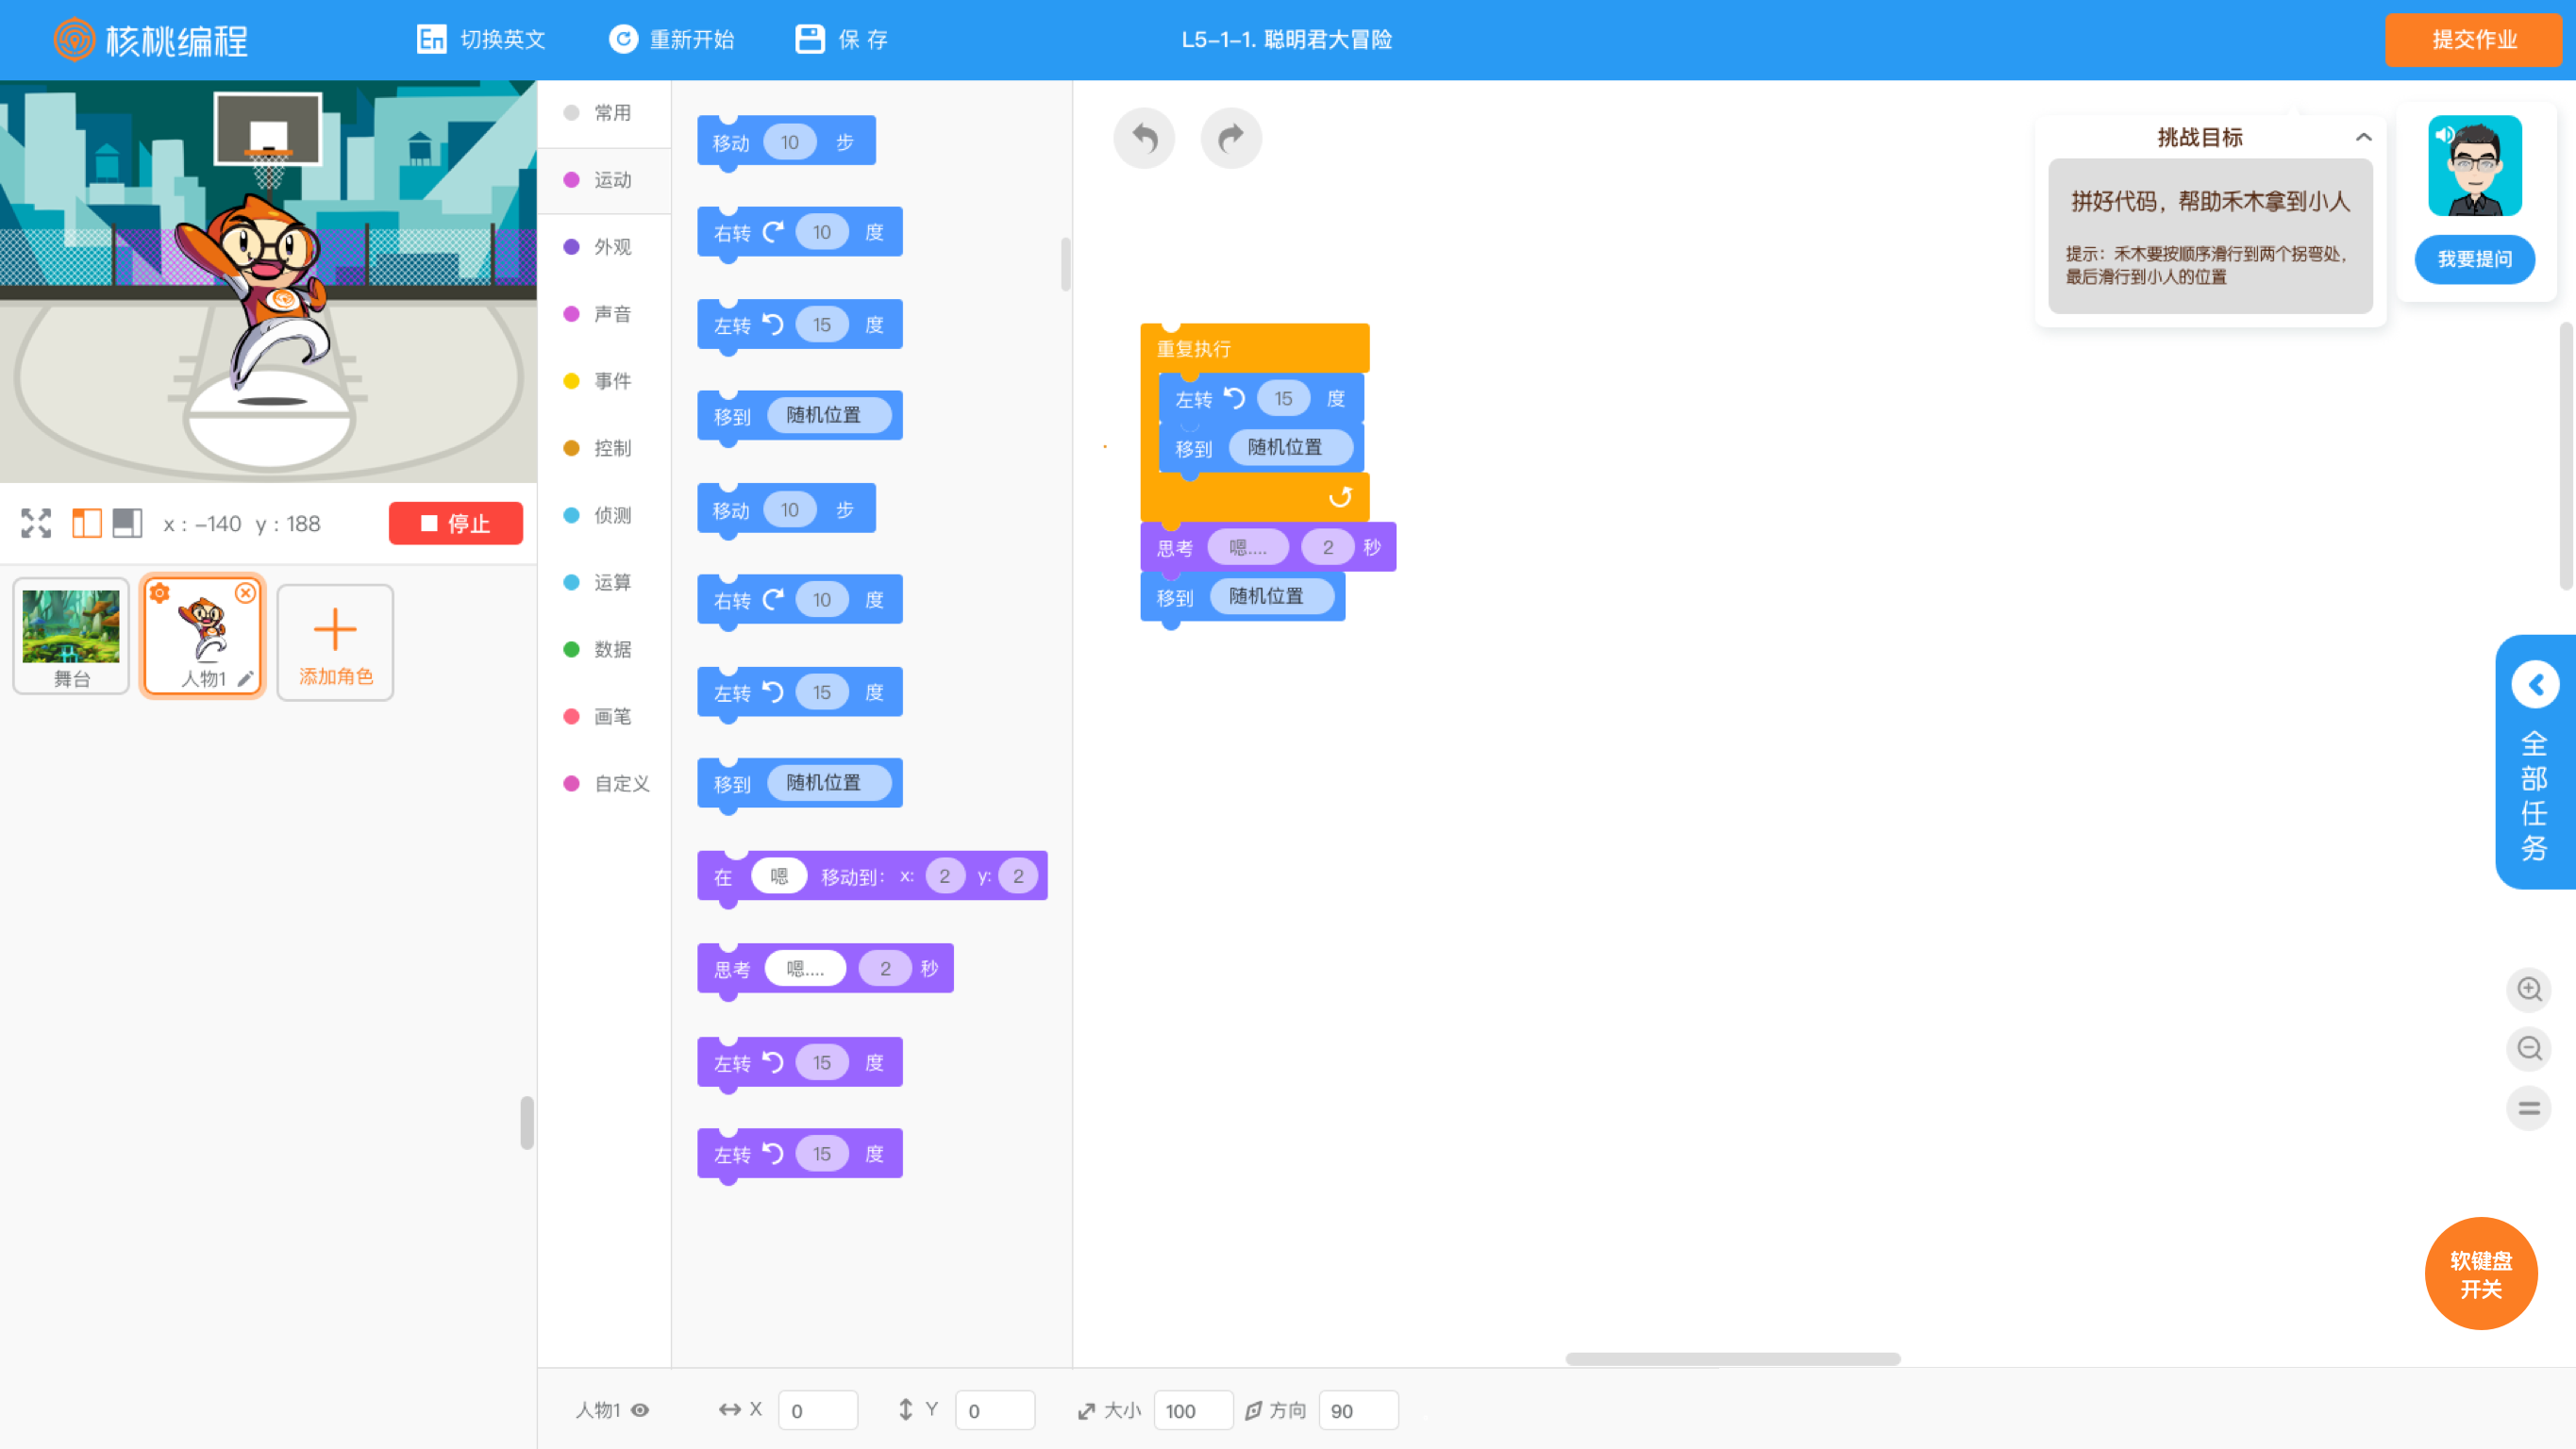 核桃编程
En 切换英文
重新开始
保存
L5-1-1. 聪明君大冒险
提交作业
x : -140 y : 188
停止
舞台
人物1
添加角色
常用
运动
外观
声音
事件
控制
侦测
运算
数据
画笔
自定义
移动 10 步
右转 10 度
左转 15 度
移到 随机位置
移动 10 步
右转 10 度
左转 15 度
移到 随机位置
在 嗯 移动到: x: 2 y: 2
思考 嗯.... 2 秒
左转 15 度
左转 15 度
重复执行
左转 15 度
移到 随机位置
思考 嗯.... 2 秒
移到 随机位置
挑战目标
拼好代码，帮助禾木拿到小人
提示：禾木要按顺序滑行到两个拐弯处，
最后滑行到小人的位置
我要提问
全部任务
软键盘
开关
人物1
X 0
Y 0
大小 100
方向 90